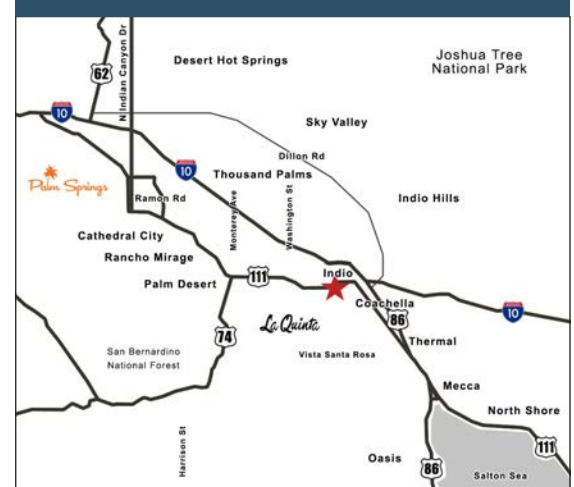 Joshua Tree
National Park
Desert Hot Springs
62
N Indian Canyon Dr
10
Sky Valley
Dillon Rd
10
Thousand Palms
Palm Springs
Ramon Rd
Monterey Ave
Washington St
Indio Hills
Cathedral City
Rancho Mirage
Palm Desert
111
Indio
Coachella
86
10
La Quinta
74
Thermal
San Bernardino
National Forest
Vista Santa Rosa
Mecca
North Shore
Harrison St
Oasis
86
111
Salton Sea